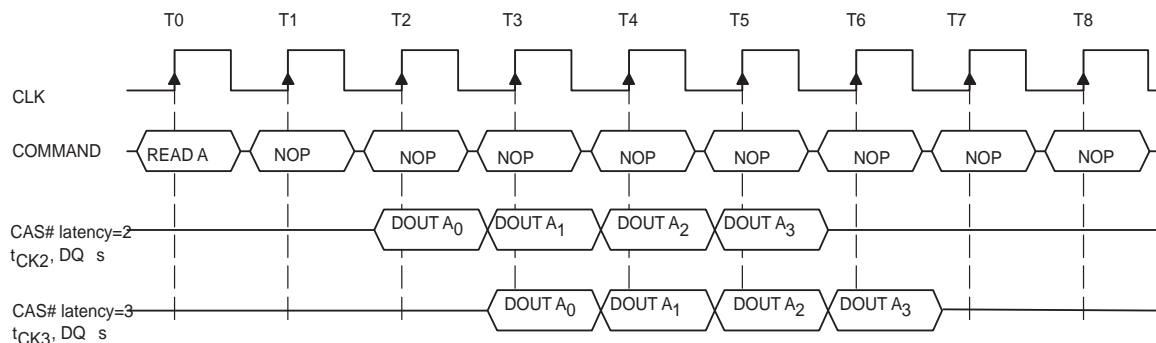 T0 T1 T2 T3 T4 T5 T6 T7 T8
CLK
COMMAND READ A NOP NOP NOP NOP NOP NOP NOP NOP
CAS# latency=2 DOUT A0 DOUT A1 DOUT A2 DOUT A3
tCK2, DQ s
CAS# latency=3 DOUT A0 DOUT A1 DOUT A2 DOUT A3
tCK3, DQ s